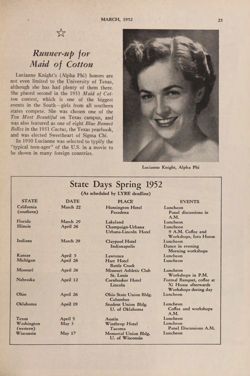 MARCH, 1952
23
Runner-up for
Maid of Cotton
Lucianne Knight's (Alpha Phi) honors are
not even limited to the University of Texas,
although she has had plenty of them there.
She placed second in the 1951 Maid of Cot-
ton contest, which is one of the biggest
events in the South—girls from all southern
states compete. She was chosen one of the
Ten Most Beautiful on Texas campus, and
was also featured as one of eight Blue Bonnet
Belles in the 1951 Cactus, the Texas yearbook,
and was elected Sweetheart of Sigma Chi.
In 1950 Lucianne was selected to typify the
"typical teen-ager" of the U.S. in a movie to
be shown in many foreign countries.
Lucianne Knight, Alpha Phi
State Days Spring 1952
(As scheduled by LYRE deadline)
STATE DATE PLACE EVENTS
California March 22 Huntington Hotel Luncheon
(southern) Pasadena Panel discussions in
A.M.
Florida March 29 Lakeland Luncheon
Illinois April 26 Champaign-Urbana Luncheon
Urbana-Lincoln Hotel 9 A.M. Coffee and
Workshops, Iota House
Indiana March 29 Claypool Hotel Luncheon
Indianapolis Dance in evening
Morning workshops
Kansas April 5 Lawrence Luncheon
Michigan April 26 Hart Hotel Luncheon
Battle Creek
Missouri April 26 Missouri Athletic Club Luncheon
St. Louis Workshops in P.M.
Nebraska April 12 Cornhusker Hotel Formal Banquet, coffee at
Lincoln Xi House afterwards
Workshops during day
Ohio April 26 Ohio State Union Bldg. Luncheon
Columbus
Oklahoma April 19 Student Union Bldg. Luncheon
U. of Oklahoma Coffee and workshops
A.M.
Texas April 5 Austin Luncheon
Washington May 3 Winthrop Hotel Luncheon
(western) Tacoma Panel Discussions A.M.
Wisconsin May 17 Memorial Union Bldg. Luncheon
U. of Wisconsin